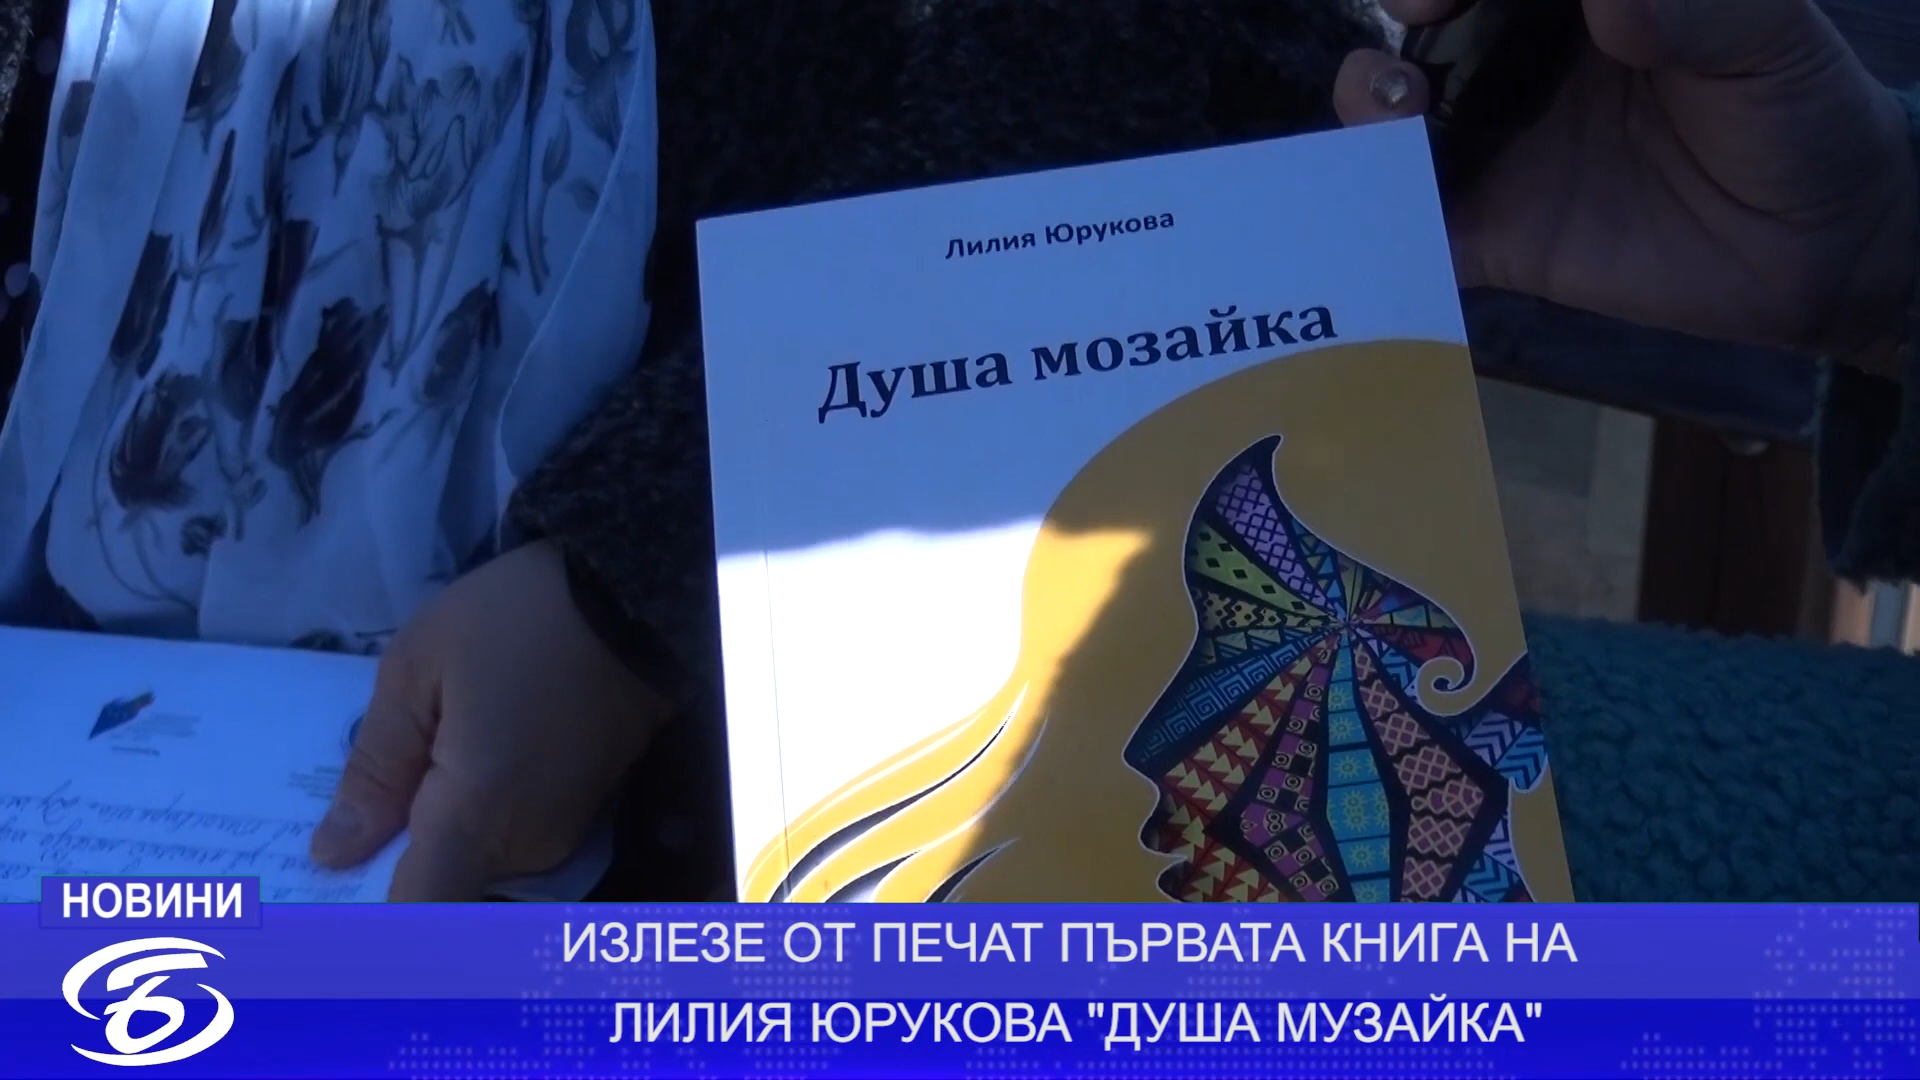 Лилия Юрукова
Душа мозайка
НОВИНИ
ИЗЛЕЗЕ ОТ ПЕЧАТ ПЪРВАТА КНИГА НА
ЛИЛИЯ ЮРУКОВА "ДУША МУЗАЙКА"